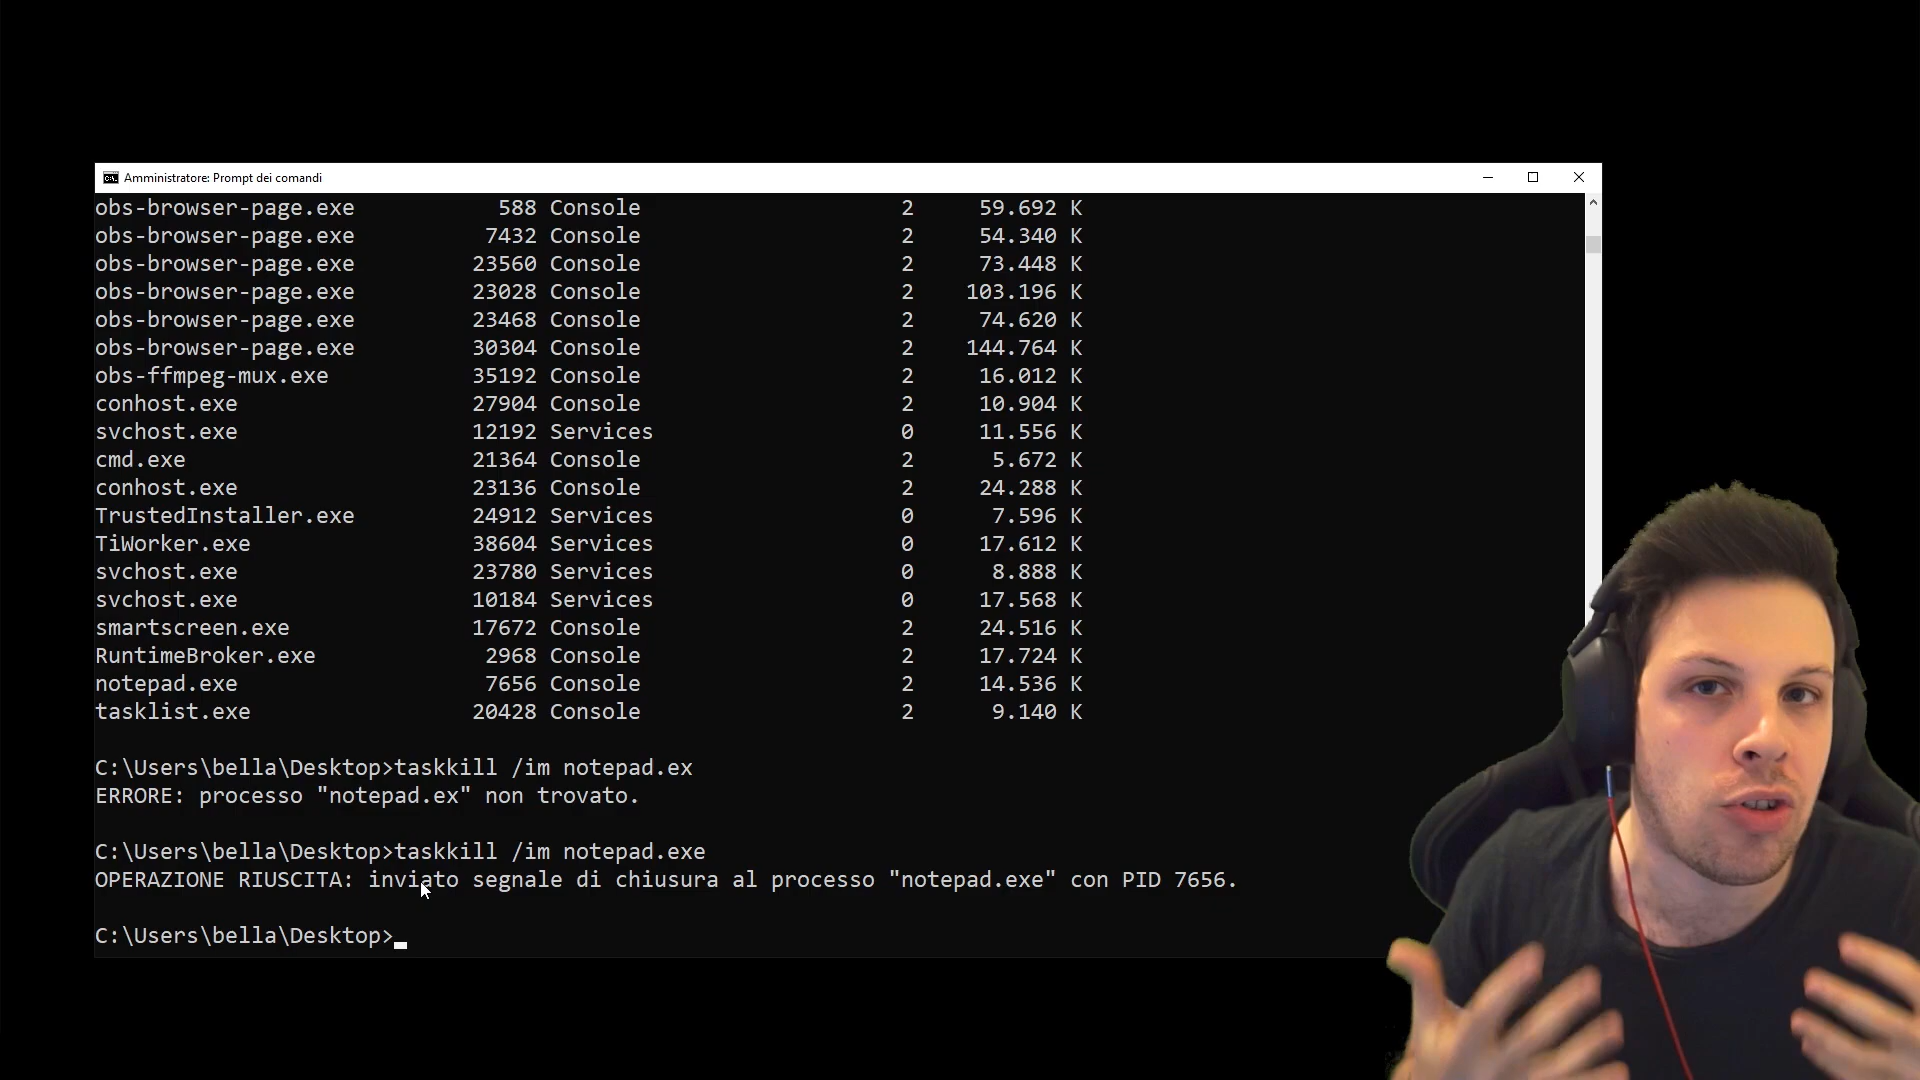 Amministratore: Prompt dei comandi
obs-browser-page.exe 588 Console 2 59.692 K
obs-browser-page.exe 7432 Console 2 54.340 K
obs-browser-page.exe 23560 Console 2 73.448 K
obs-browser-page.exe 23028 Console 2 103.196 K
obs-browser-page.exe 23468 Console 2 74.620 K
obs-browser-page.exe 30304 Console 2 144.764 K
obs-ffmpeg-mux.exe 35192 Console 2 16.012 K
conhost.exe 27904 Console 2 10.904 K
svchost.exe 12192 Services 0 11.556 K
cmd.exe 21364 Console 2 5.672 K
conhost.exe 23136 Console 2 24.288 K
TrustedInstaller.exe 24912 Services 0 7.596 K
TiWorker.exe 38604 Services 0 17.612 K
svchost.exe 23780 Services 0 8.888 K
svchost.exe 10184 Services 0 17.568 K
smartscreen.exe 17672 Console 2 24.516 K
RuntimeBroker.exe 2968 Console 2 17.724 K
notepad.exe 7656 Console 2 14.536 K
tasklist.exe 20428 Console 2 9.140 K
C:\Users\bella\Desktop>taskkill /im notepad.ex
ERRORE: processo "notepad.ex" non trovato.
C:\Users\bella\Desktop>taskkill /im notepad.exe
OPERAZIONE RIUSCITA: inviato segnale di chiusura al processo "notepad.exe" con PID 7656.
C:\Users\bella\Desktop>